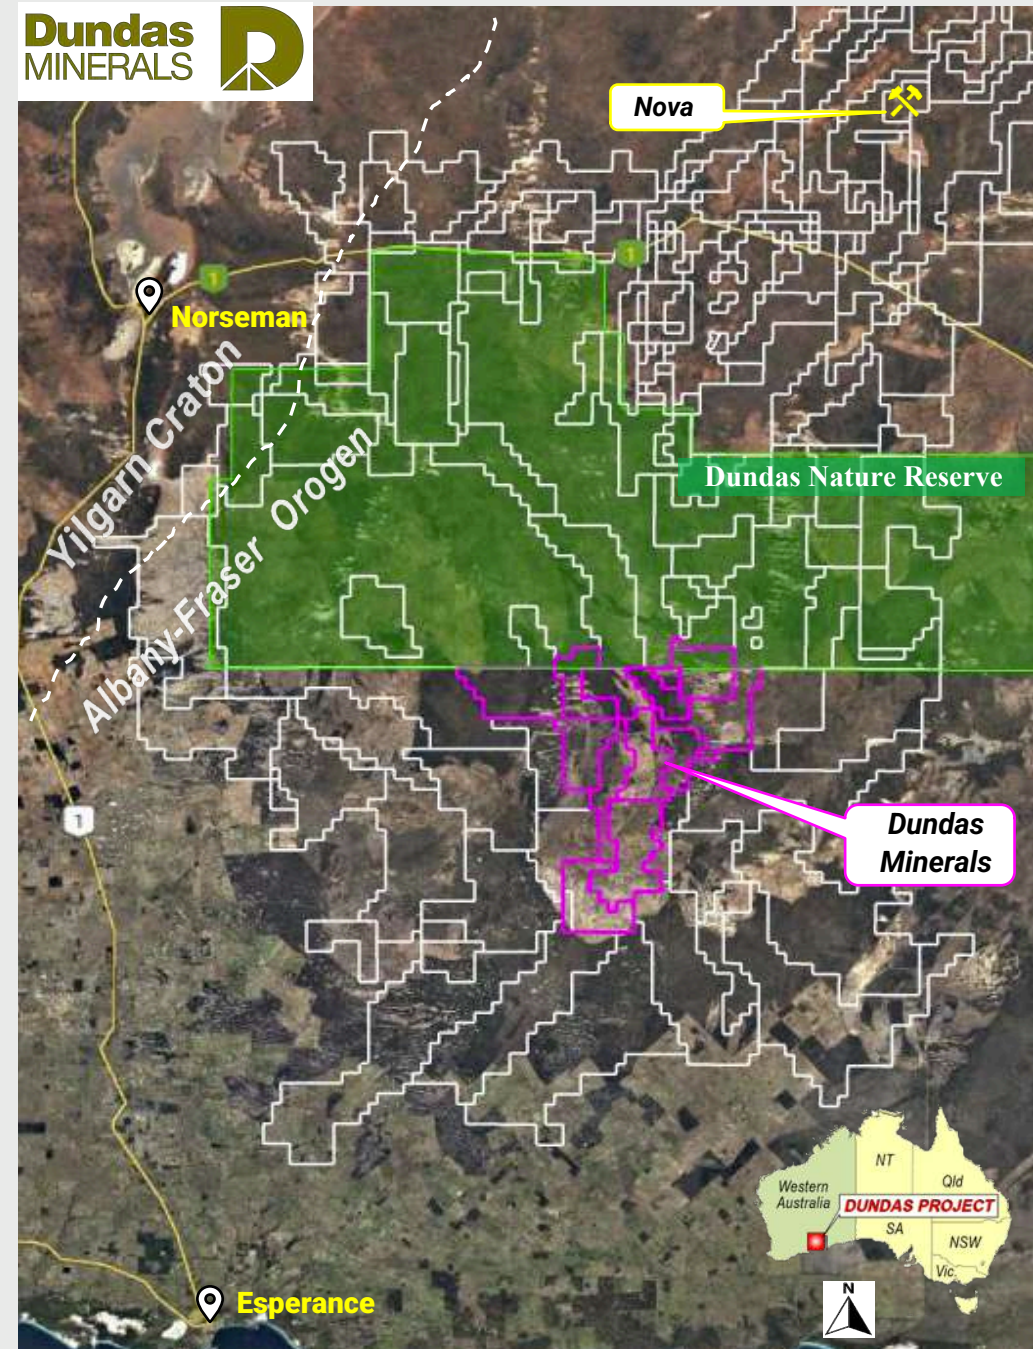 Dundas
MINERALS
Nova
1
1
Norseman
Yilgarn Craton
Albany-Fraser Orogen
Dundas Nature Reserve
1
Dundas
Minerals
NT
Western
Australia
Qld
DUNDAS PROJECT
SA
NSW
Vic.
N
Esperance